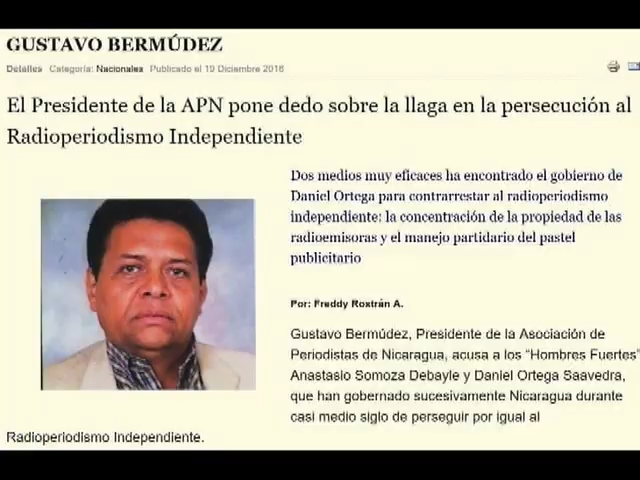 GUSTAVO BERMÚDEZ
Detalles Categoría: Nacionales Publicado el 19 Diciembre 2016
El Presidente de la APN pone dedo sobre la llaga en la persecución al
Radioperiodismo Independiente
Dos medios muy eficaces ha encontrado el gobierno de
Daniel Ortega para contrarrestar al radioperiodismo
independiente: la concentración de la propiedad de las
radioemisoras y el manejo partidario del pastel
publicitario
Por: Freddy Rostrán A.
Gustavo Bermúdez, Presidente de la Asociación de
Periodistas de Nicaragua, acusa a los “Hombres Fuertes”
Anastasio Somoza Debayle y Daniel Ortega Saavedra,
que han gobernado sucesivamente Nicaragua durante
casi medio siglo de perseguir por igual al
Radioperiodismo Independiente.